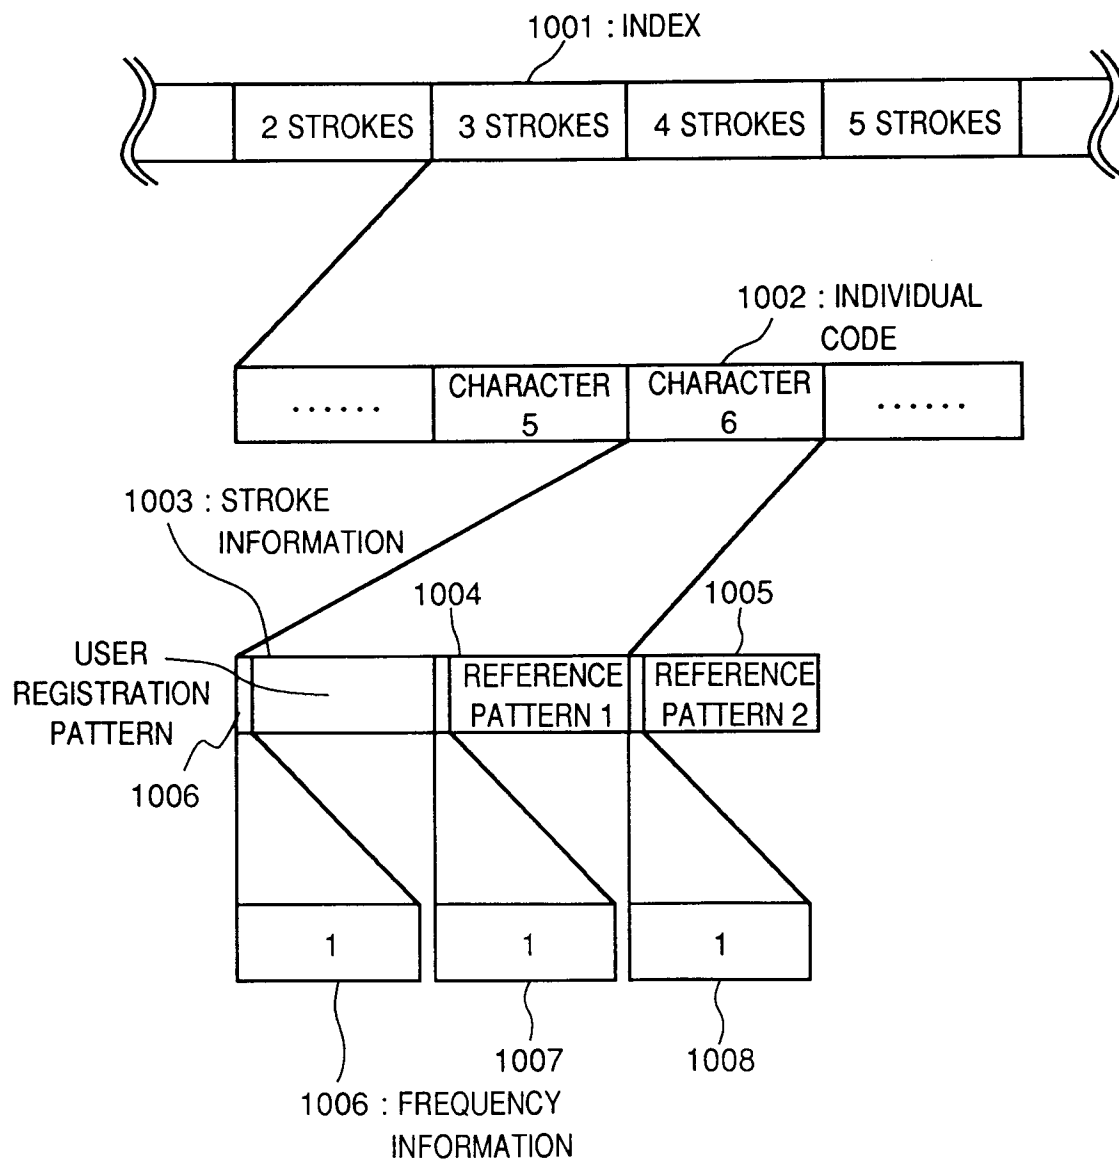 1001 : INDEX
2 STROKES 3 STROKES 4 STROKES 5 STROKES
1002 : INDIVIDUAL
CODE
...... CHARACTER 5 CHARACTER 6 ......
1003 : STROKE
INFORMATION
1004
1005
USER
REGISTRATION
PATTERN
REFERENCE
PATTERN 1
REFERENCE
PATTERN 2
1006
1 1 1
1007
1008
1006 : FREQUENCY
INFORMATION